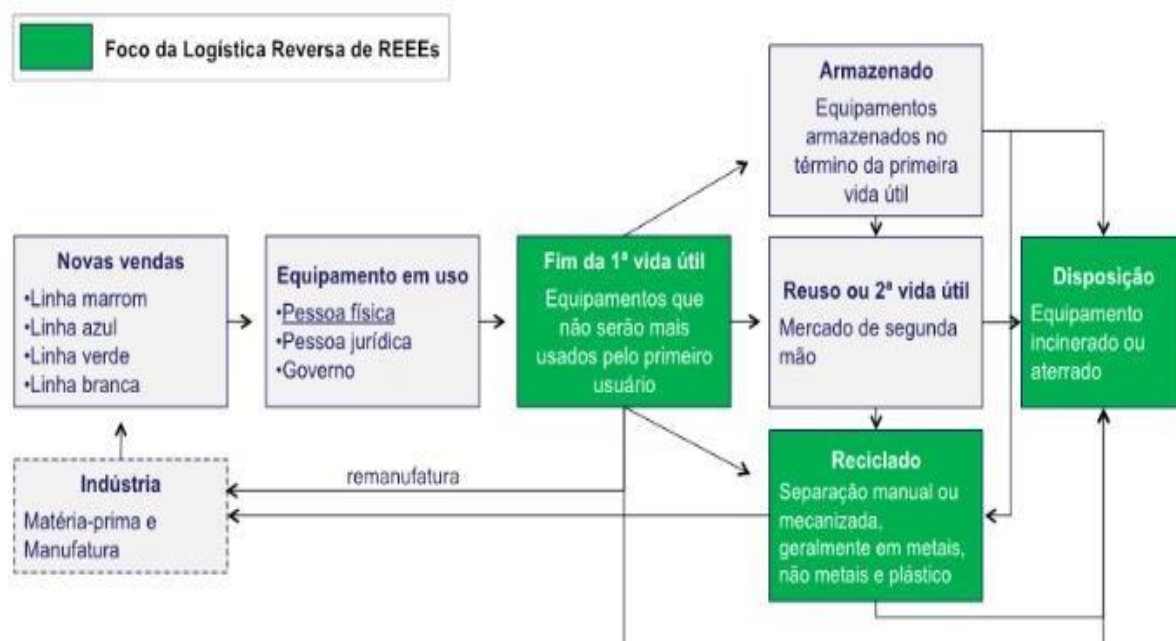 Foco da Logística Reversa de REEEs
Armazenado
Equipamentos
armazenados no
término da primeira
vida útil
Novas vendas
•Linha marrom
•Linha azul
•Linha verde
•Linha branca
Equipamento em uso
•Pessoa física
•Pessoa jurídica
•Governo
Fim da 1ª vida útil
Equipamentos que
não serão mais
usados pelo primeiro
usuário
Reuso ou 2ª vida útil
Mercado de segunda
mão
Disposição
Equipamento
incinerado ou
aterrado
Indústria
Matéria-prima e
Manufatura
remanufatura
Reciclado
Separação manual ou
mecanizada,
geralmente em metais,
não metais e plástico